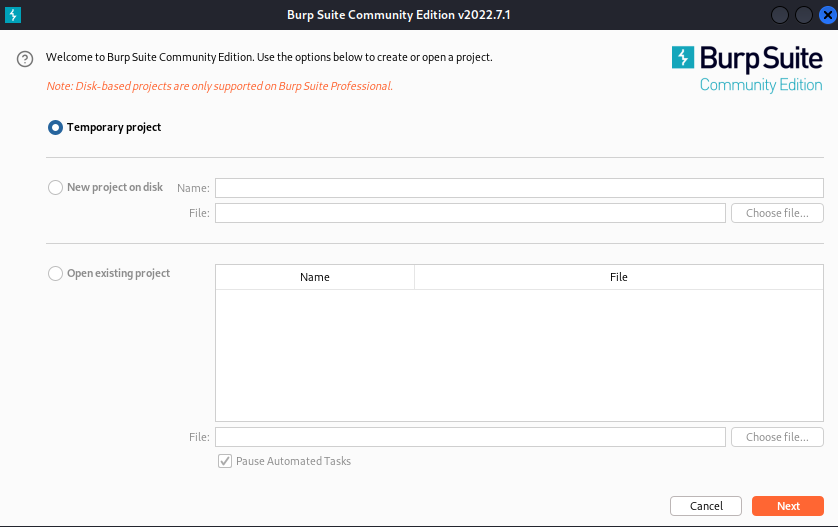 Burp Suite Community Edition v2022.7.1
Welcome to Burp Suite Community Edition. Use the options below to create or open a project.
Note: Disk-based projects are only supported on Burp Suite Professional.
Burp Suite
Community Edition
Temporary project
New project on disk Name:
File: Choose file...
Open existing project Name File
File: Choose file...
Pause Automated Tasks
Cancel Next